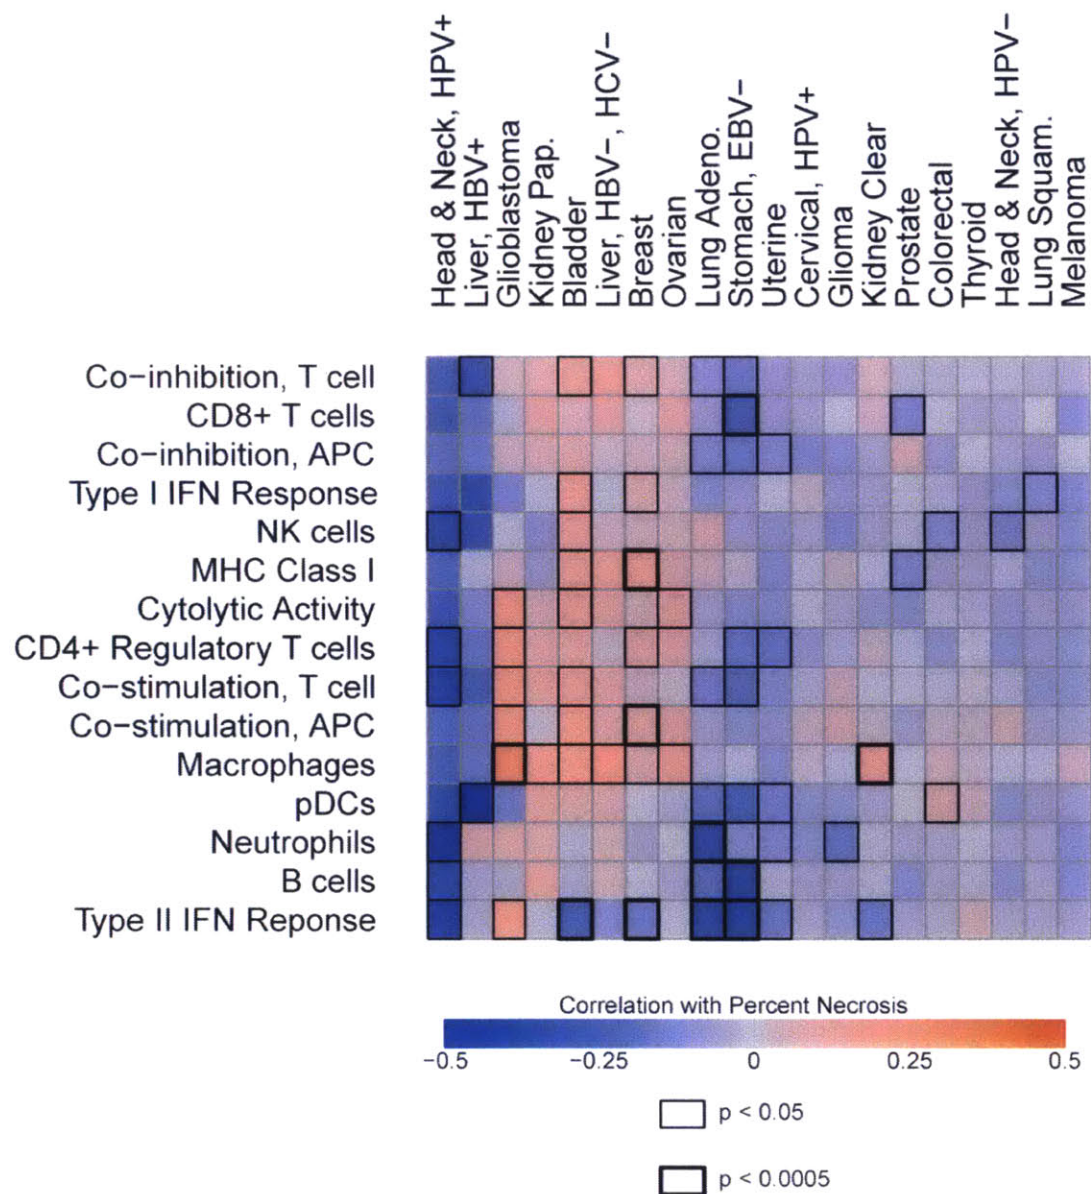 Head & Neck, HPV+
Liver, HBV+
Glioblastoma
Kidney Pap.
Bladder
Liver, HBV−, HCV−
Breast
Ovarian
Lung Adeno.
Stomach, EBV−
Uterine
Cervical, HPV+
Glioma
Kidney Clear
Prostate
Colorectal
Thyroid
Head & Neck, HPV−
Lung Squam.
Melanoma
Co−inhibition, T cell
CD8+ T cells
Co−inhibition, APC
Type I IFN Response
NK cells
MHC Class I
Cytolytic Activity
CD4+ Regulatory T cells
Co−stimulation, T cell
Co−stimulation, APC
Macrophages
pDCs
Neutrophils
B cells
Type II IFN Reponse
Correlation with Percent Necrosis
−0.5 −0.25 0 0.25 0.5
p < 0.05
p < 0.0005